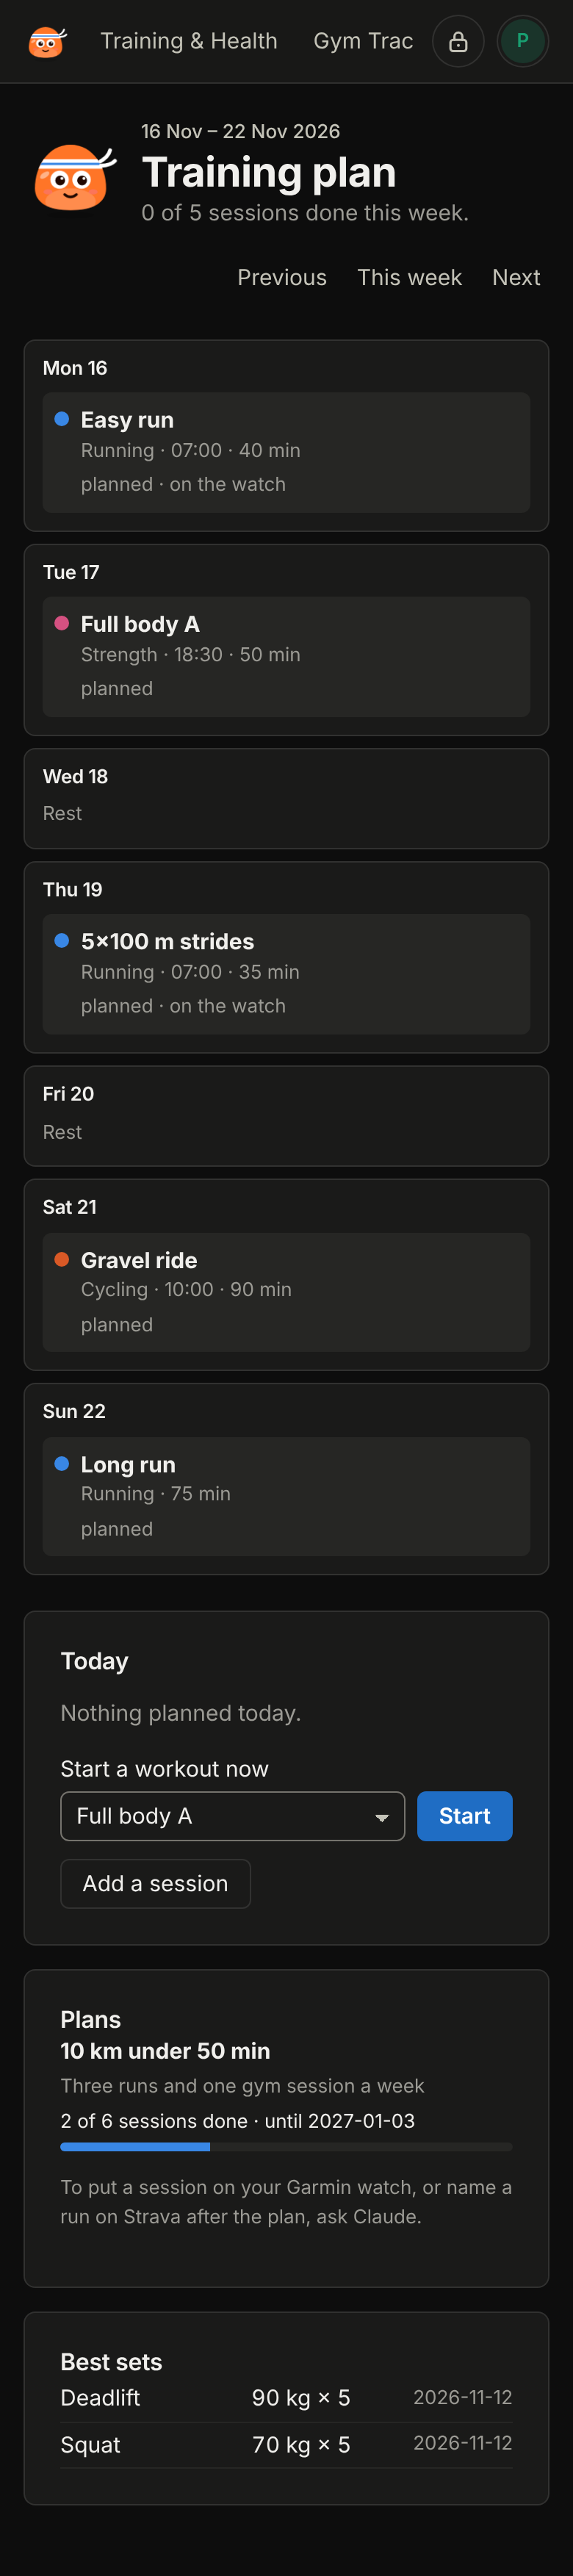 Training & Health Gym Trac P
16 Nov – 22 Nov 2026
Training plan
0 of 5 sessions done this week.
Previous This week Next
Mon 16
Easy run
Running · 07:00 · 40 min
planned · on the watch
Tue 17
Full body A
Strength · 18:30 · 50 min
planned
Wed 18
Rest
Thu 19
5×100 m strides
Running · 07:00 · 35 min
planned · on the watch
Fri 20
Rest
Sat 21
Gravel ride
Cycling · 10:00 · 90 min
planned
Sun 22
Long run
Running · 75 min
planned
Today
Nothing planned today.
Start a workout now
Full body A Start
Add a session
Plans
10 km under 50 min
Three runs and one gym session a week
2 of 6 sessions done · until 2027-01-03
To put a session on your Garmin watch, or name a
run on Strava after the plan, ask Claude.
Best sets
Deadlift 90 kg × 5 2026-11-12
Squat 70 kg × 5 2026-11-12